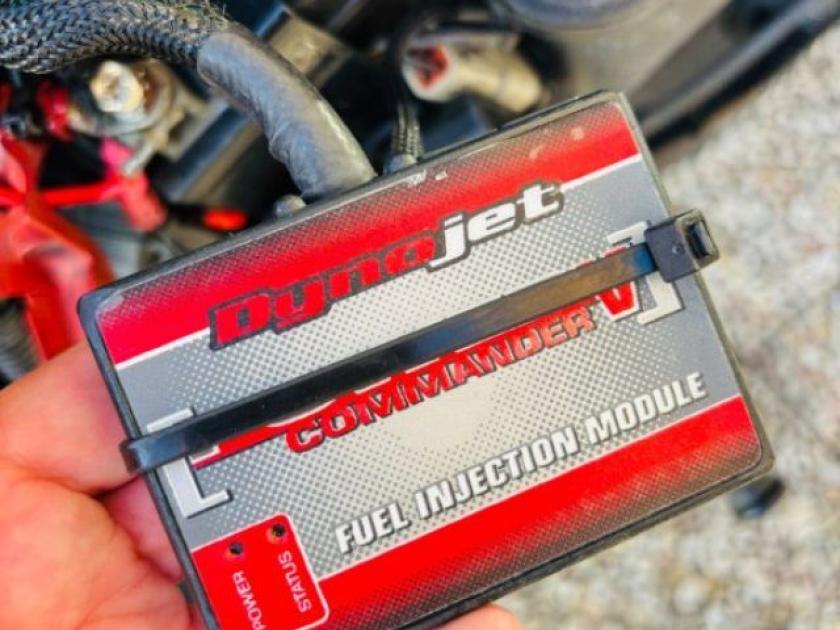 Dynojet
COMMANDER V
FUEL INJECTION MODULE
POWER
STATUS